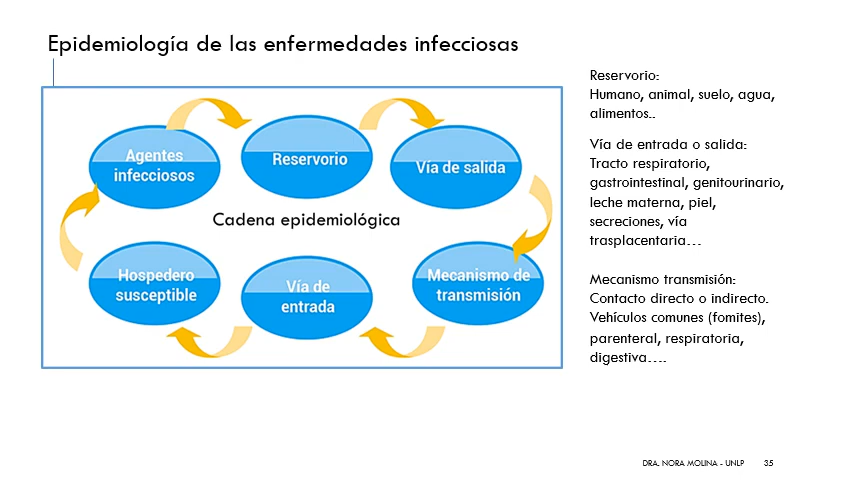 Epidemiología de las enfermedades infecciosas
Agentes
infecciosos
Reservorio
Vía de salida
Cadena epidemiológica
Hospedero
susceptible
Vía de
entrada
Mecanismo de
transmisión
Reservorio:
Humano, animal, suelo, agua,
alimentos..
Vía de entrada o salida:
Tracto respiratorio,
gastrointestinal, genitourinario,
leche materna, piel,
secreciones, vía
trasplacentaria…
Mecanismo transmisión:
Contacto directo o indirecto.
Vehículos comunes (fomites),
parenteral, respiratoria,
digestiva….
DRA. NORA MOLINA - UNLP
35